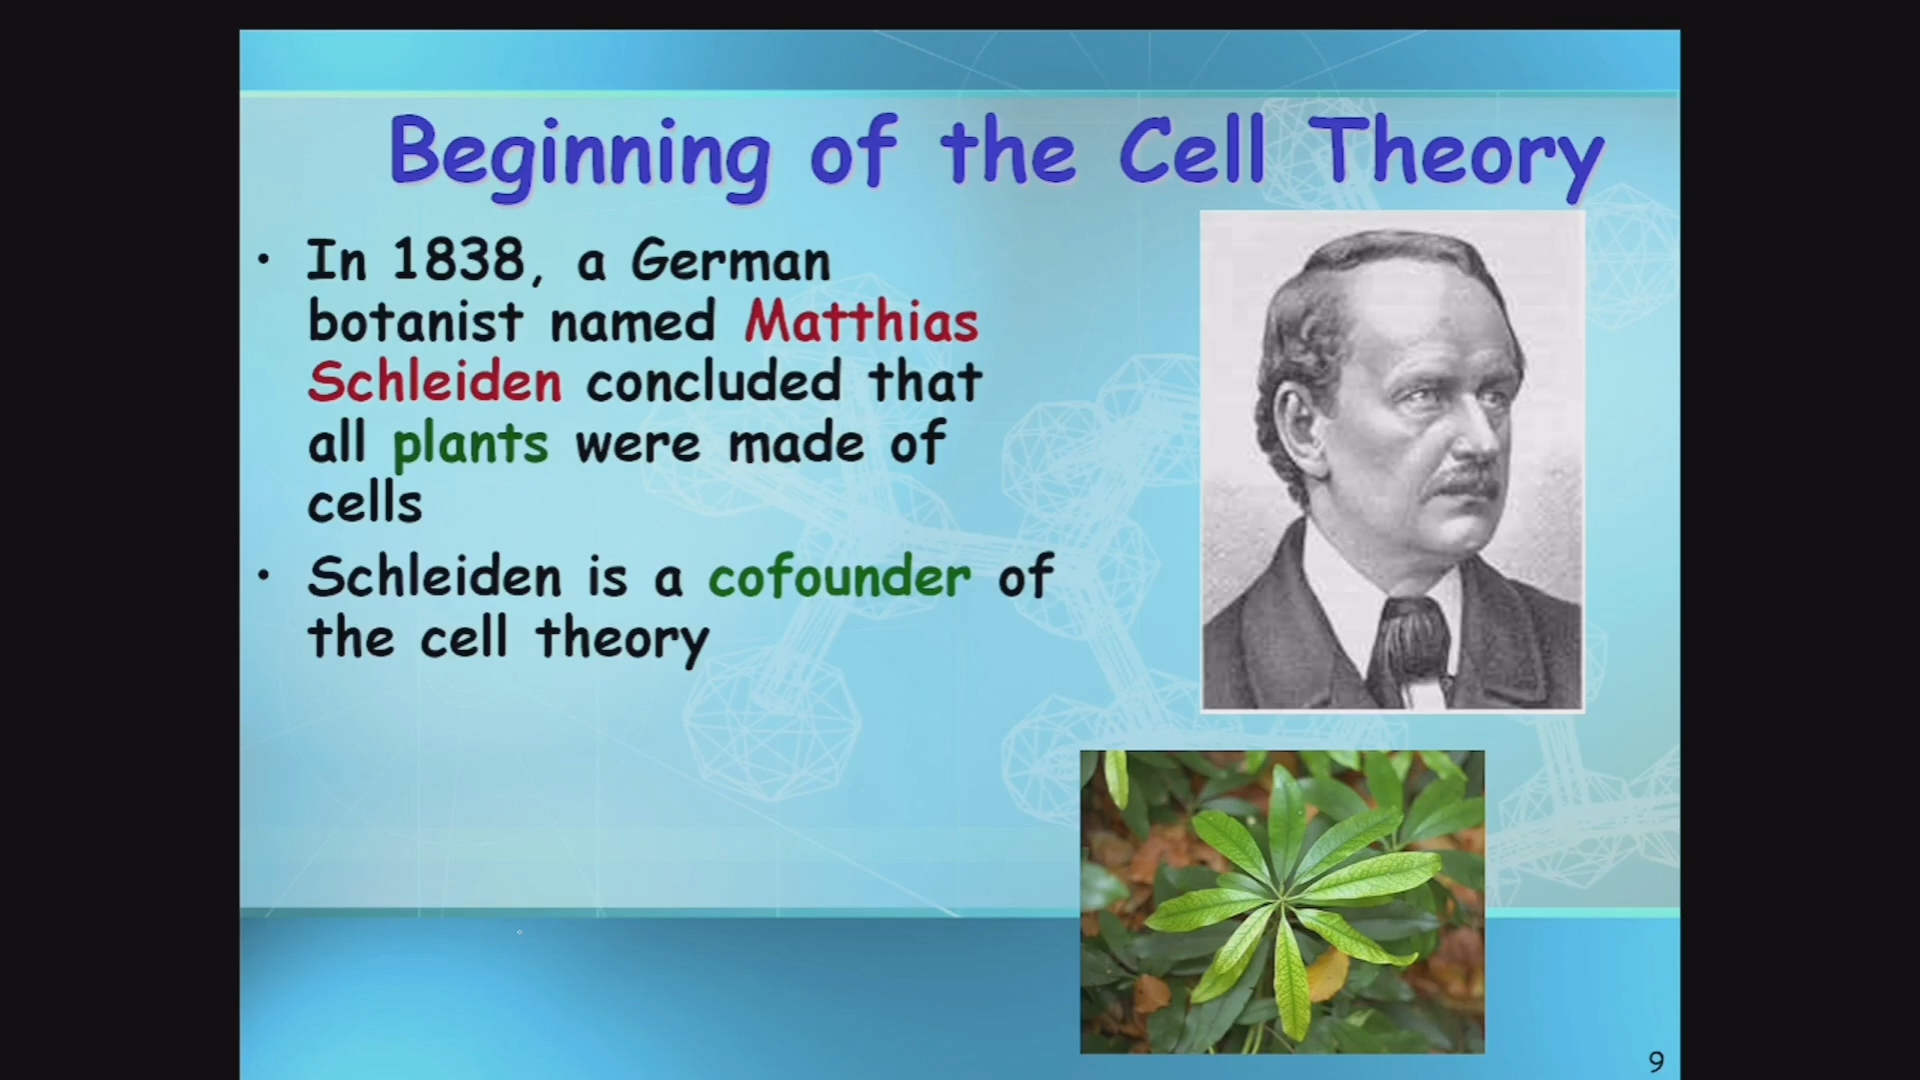 Beginning of the Cell Theory
• In 1838, a German
botanist named Matthias
Schleiden concluded that
all plants were made of
cells
• Schleiden is a cofounder of
the cell theory
9